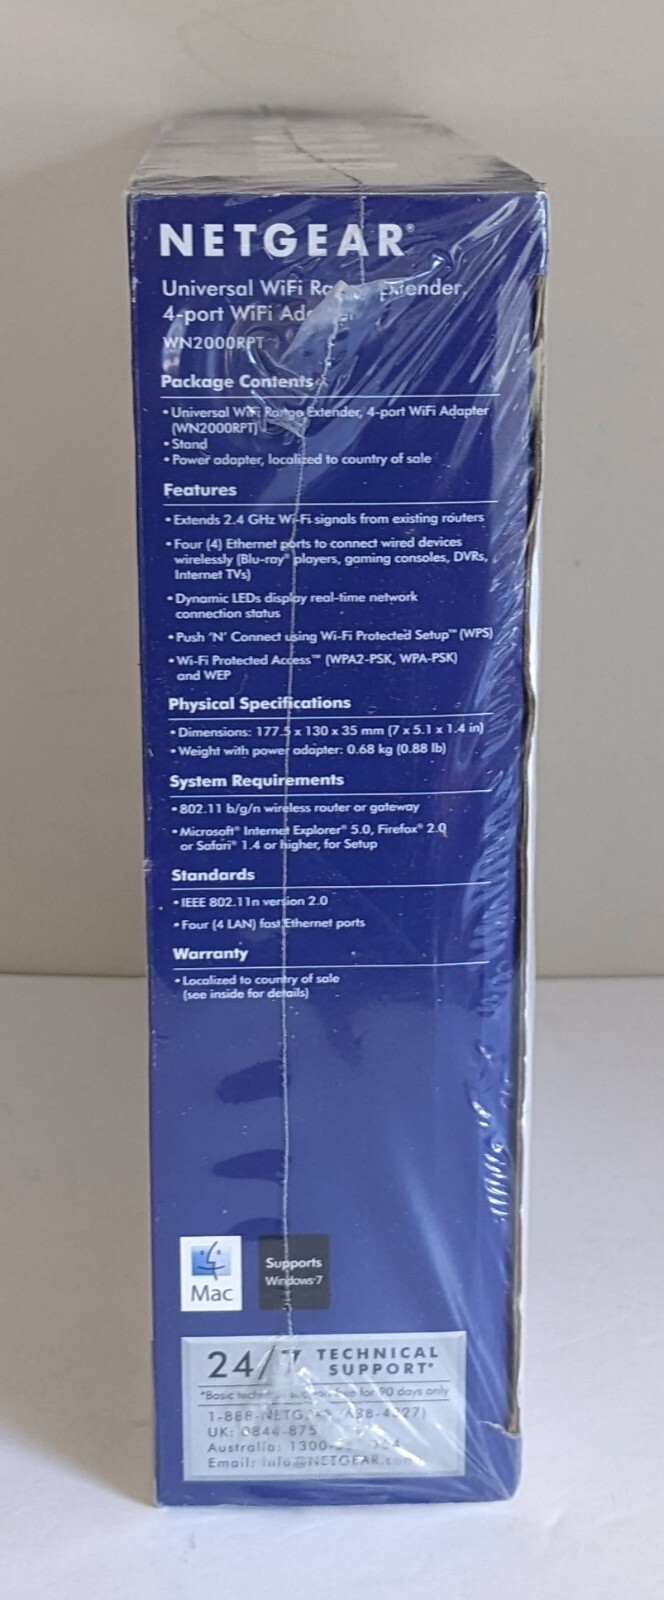 NETGEAR®
Universal WiFi Extender,
4-port WiFi
WN2000RPT
Package Contents
• Universal WiFi Range Extender, 4-port WiFi Adapter
(WN2000RPT)
• Stand
• Power adapter, localized to country of sale
Features
• Extends 2.4 GHz Wi-Fi signals from existing routers
• Four (4) Ethernet ports to connect wired devices
wirelessly (Blu-ray® players, gaming consoles, DVRs,
Internet TVs)
• Dynamic LEDs display real-time network
connection status
• Push 'N' Connect using Wi-Fi Protected Setup™ (WPS)
• Wi-Fi Protected Access™ (WPA2-PSK, WPA-PSK)
and WEP
Physical Specifications
• Dimensions: 177.5 x 130 x 35 mm (7 x 5.1 x 1.4 in)
• Weight with power adapter: 0.68 kg (0.88 lb)
System Requirements
• 802.11 b/g/n wireless router or gateway
• Microsoft® Internet Explorer® 5.0, Firefox® 2.0
or Safari® 1.4 or higher, for Setup
Standards
• IEEE 802.11n version 2.0
• Four (4 LAN) fast Ethernet ports
Warranty
• Localized to country of sale
(see inside for details)
Mac
Supports
Windows 7
24/7 TECHNICAL
SUPPORT*
*Basic for 90 days only
1-888-NETG
UK: 0844-875
Australia: 1300-
Email: info@NETGEAR.com